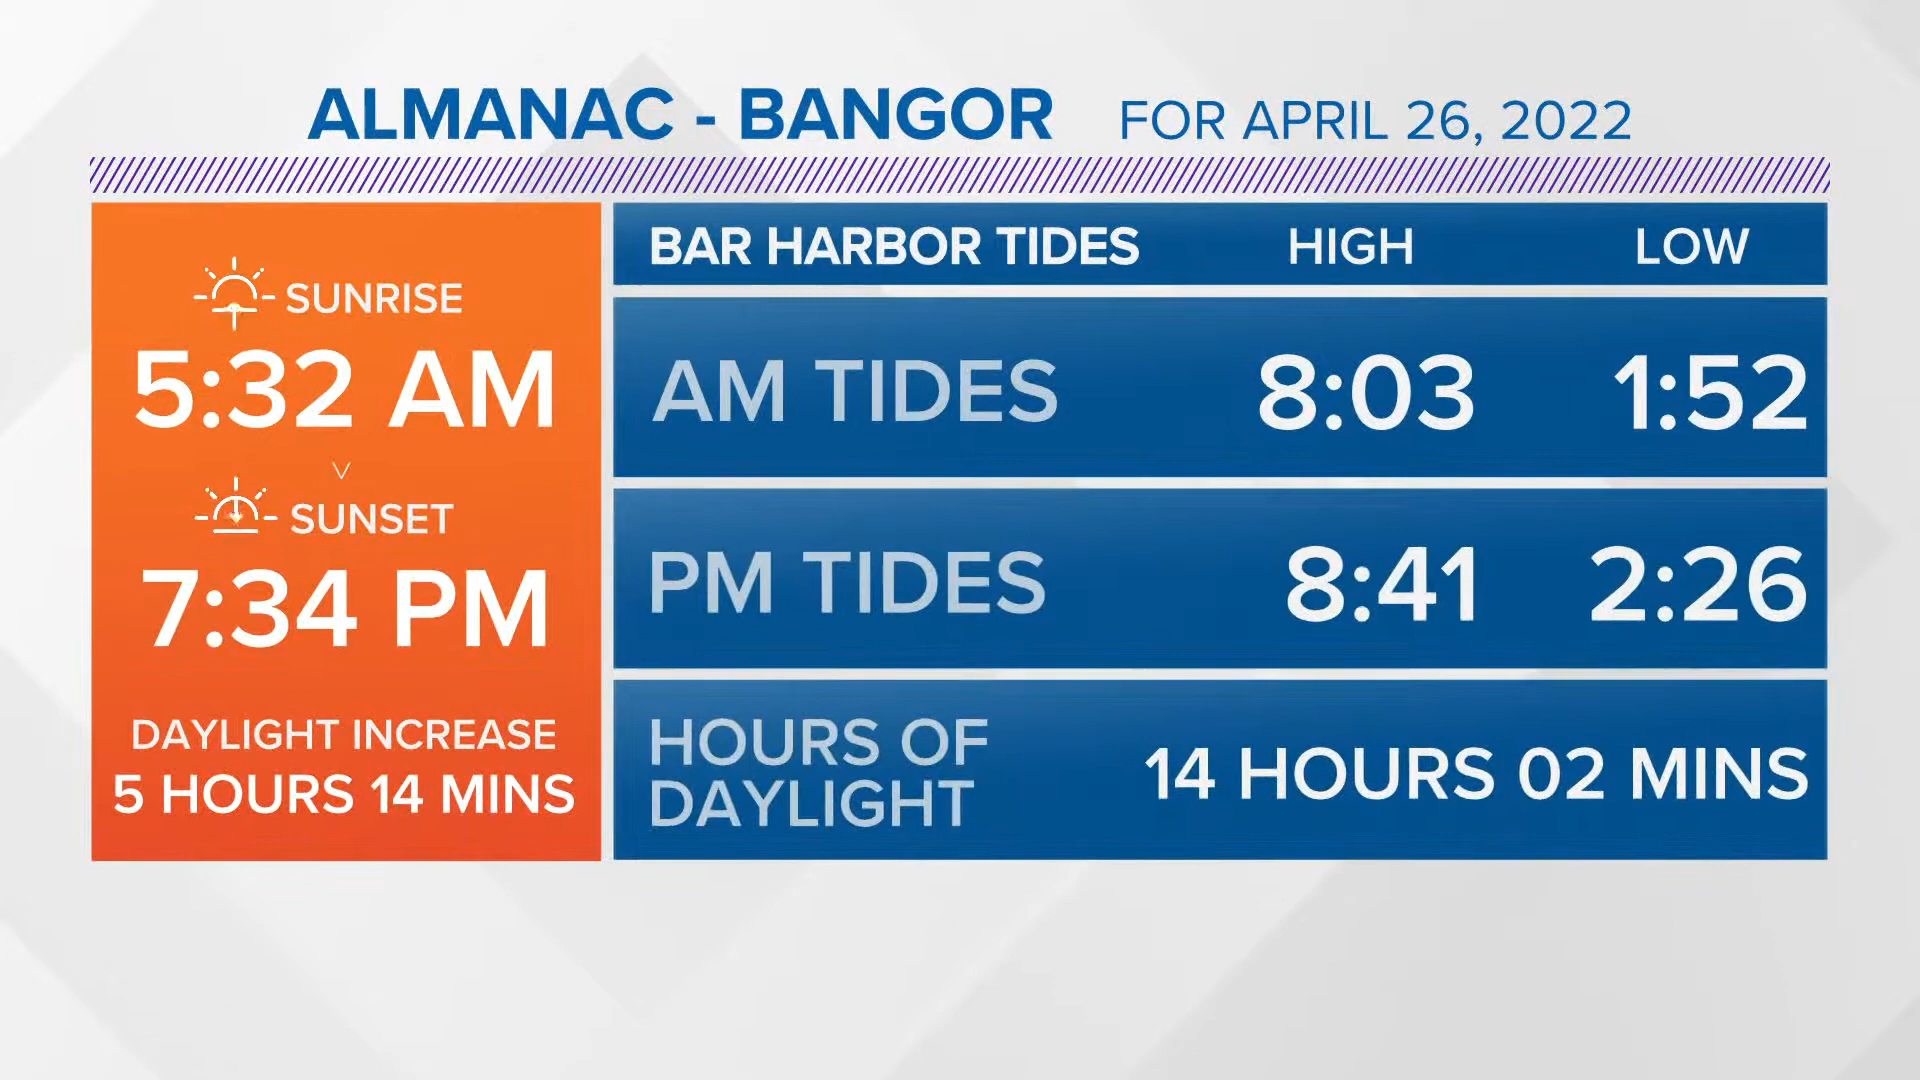 ALMANAC - BANGOR FOR APRIL 26, 2022
SUNRISE
5:32 AM
SUNSET
7:34 PM
DAYLIGHT INCREASE
5 HOURS 14 MINS
BAR HARBOR TIDES HIGH LOW
AM TIDES 8:03 1:52
PM TIDES 8:41 2:26
HOURS OF
DAYLIGHT
14 HOURS 02 MINS